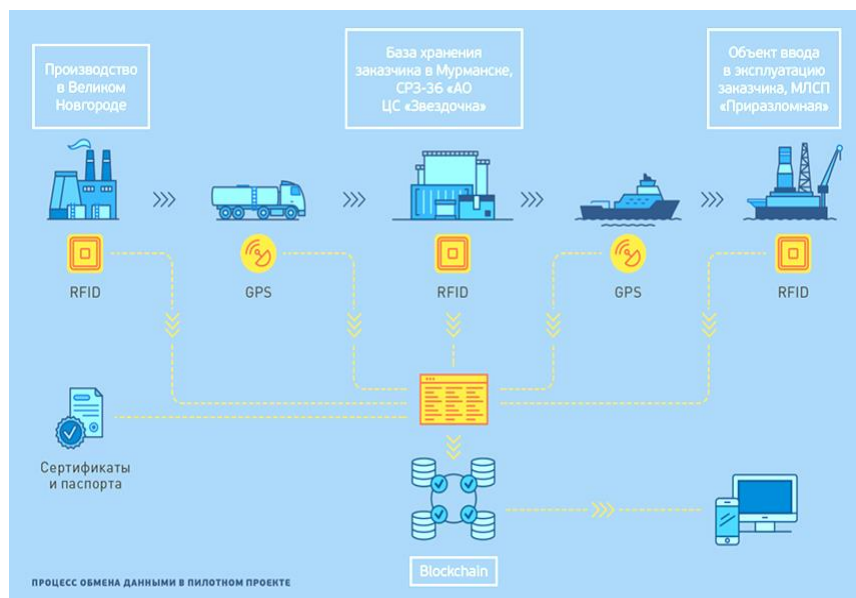 Производство
в Великом
Новгороде
База хранения
заказчика в Мурманске,
СРЗ-36 «АО
ЦС «Звездочка»
Объект ввода
в эксплуатацию
заказчика, МЛСП
«Приразломная»
RFID
GPS
RFID
GPS
RFID
Сертификаты
и паспорта
Blockchain
ПРОЦЕСС ОБМЕНА ДАННЫМИ В ПИЛОТНОМ ПРОЕКТЕ